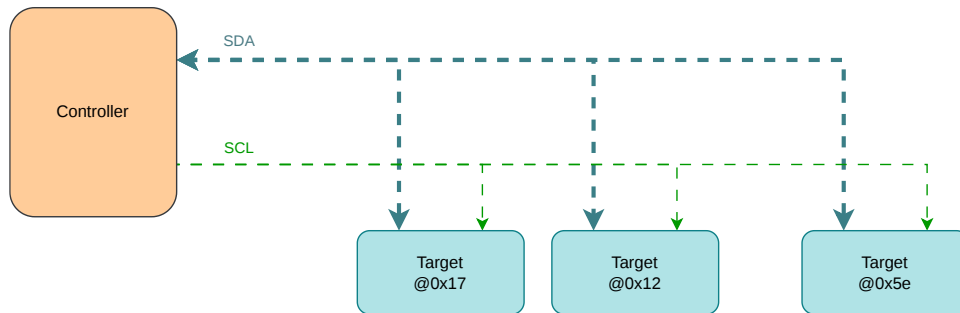 SDA
Controller
SCL
Target
@0x17
Target
@0x12
Target
@0x5e